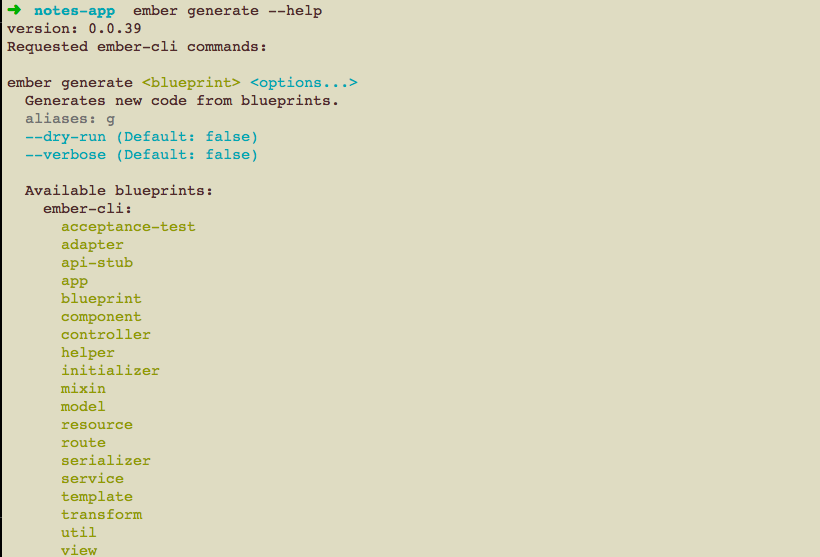 ➜ notes-app ember generate --help
version: 0.0.39
Requested ember-cli commands:

ember generate <blueprint> <options...>
  Generates new code from blueprints.
  aliases: g
  --dry-run (Default: false)
  --verbose (Default: false)

  Available blueprints:
    ember-cli:
      acceptance-test
      adapter
      api-stub
      app
      blueprint
      component
      controller
      helper
      initializer
      mixin
      model
      resource
      route
      serializer
      service
      template
      transform
      util
      view